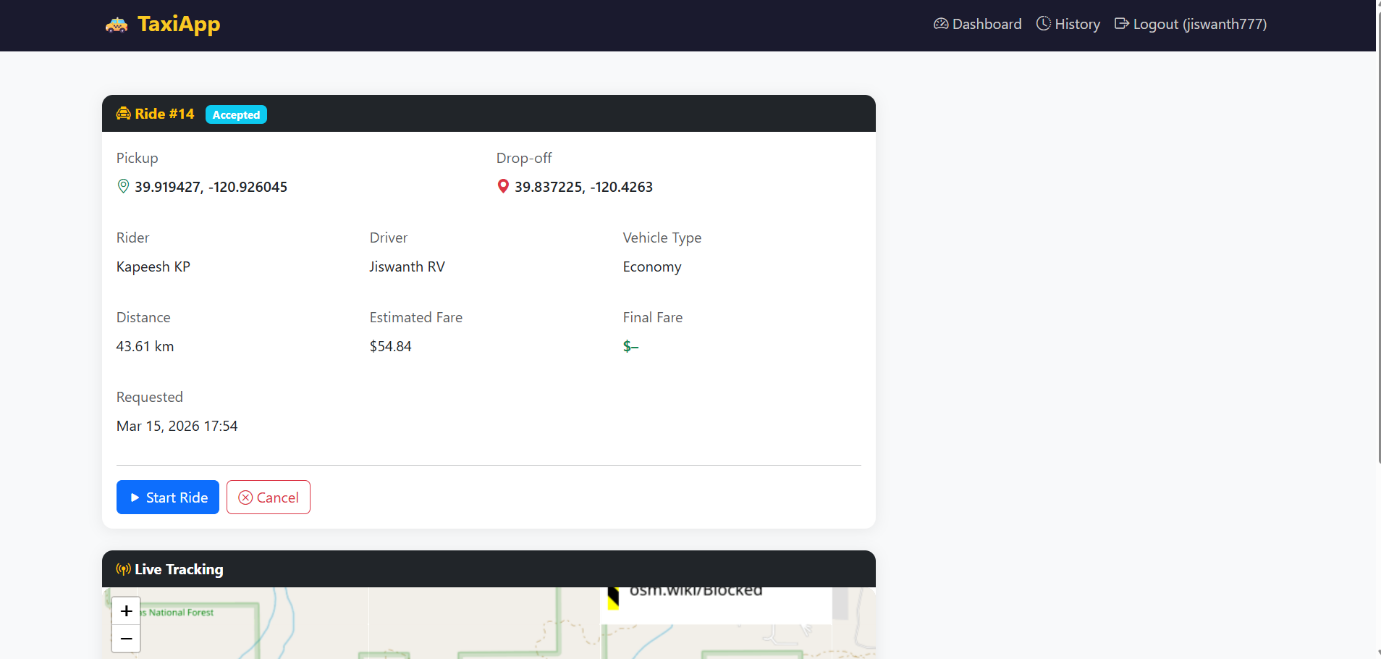 TaxiApp
Dashboard History Logout (jiswanth777)
Ride #14 Accepted
Pickup Drop-off
39.919427, -120.926045 39.837225, -120.4263
Rider Driver Vehicle Type
Kapeesh KP Jiswanth RV Economy
Distance Estimated Fare Final Fare
43.61 km $54.84 $–
Requested
Mar 15, 2026 17:54
Start Ride Cancel
Live Tracking
osm.wiki/Blocked
+ National Forest
−